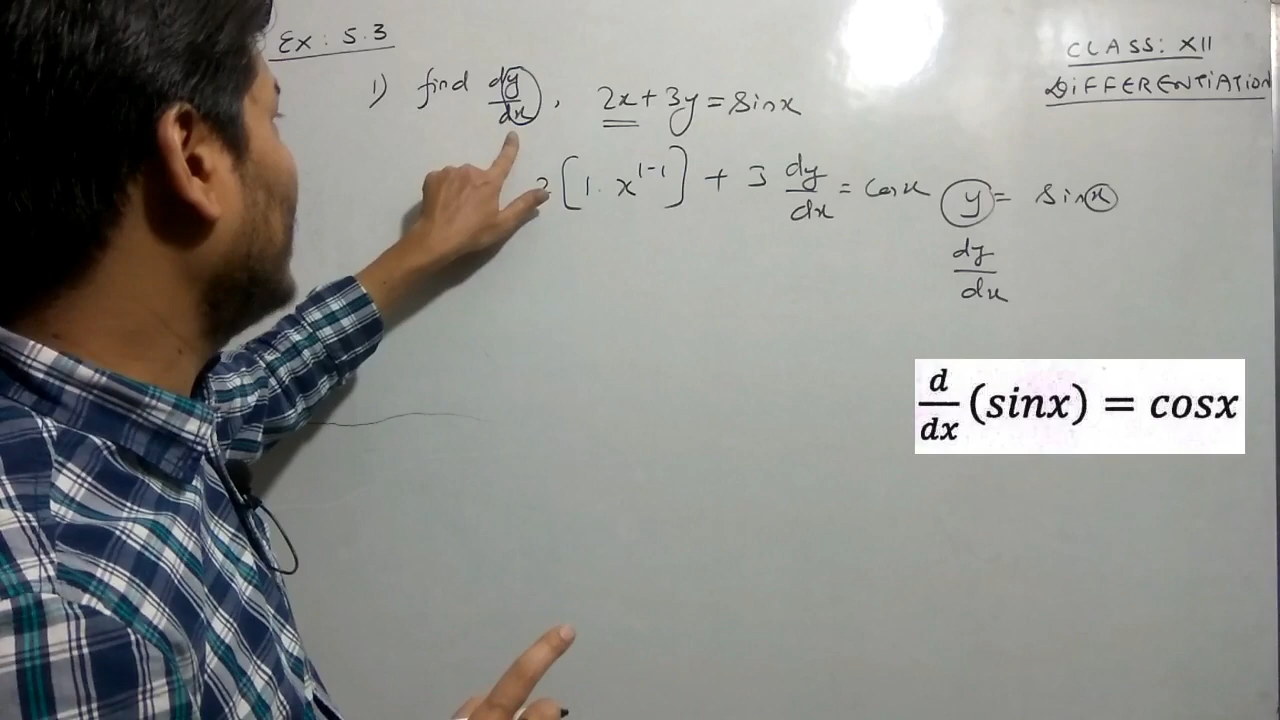 Ex: 5.3
CLASS: XII
DIFFERENTIATION
1) find dy/dx, 2x + 3y = sinx
2[1. x^1-1] + 3 dy/dx = cosx
y = sinx
dy/dx
d/dx (sinx) = cosx